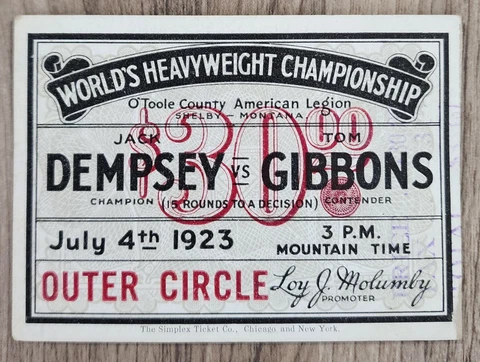 WORLD'S HEAVYWEIGHT CHAMPIONSHIP
O'Toole County American Legion
SHELBY - MONTANA
$30.00
JACK TOM
DEMPSEY VS GIBBONS
CHAMPION (15 ROUNDS TO A DECISION) CONTENDER
July 4th 1923
3 P.M.
MOUNTAIN TIME
OUTER CIRCLE
Loy J. Molumby
PROMOTER
The Simplex Ticket Co., Chicago and New York.